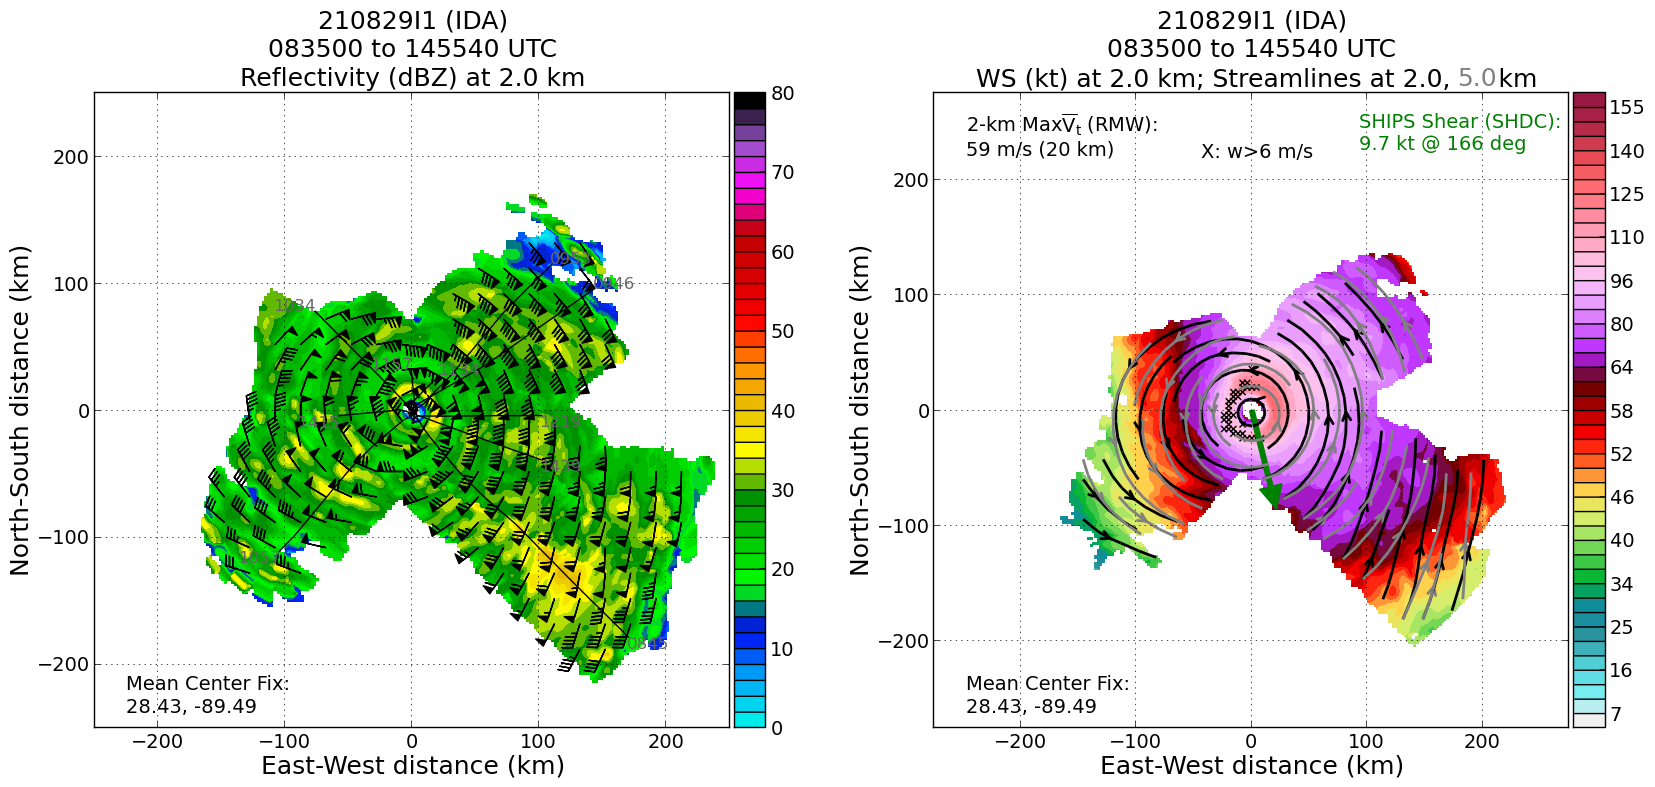 210829I1 (IDA)
083500 to 145540 UTC
Reflectivity (dBZ) at 2.0 km
North-South distance (km)
200
100
0
−100
−200
1034
0946
1239
0845
Mean Center Fix:
28.43, -89.49
−200 −100 0 100 200
East-West distance (km)
80
70
60
50
40
30
20
10
0
210829I1 (IDA)
083500 to 145540 UTC
WS (kt) at 2.0 km; Streamlines at 2.0, 5.0km
North-South distance (km)
200
100
0
−100
−200
2-km MaxV̅t (RMW):
59 m/s (20 km)
X: w>6 m/s
SHIPS Shear (SHDC):
9.7 kt @ 166 deg
Mean Center Fix:
28.43, -89.49
−200 −100 0 100 200
East-West distance (km)
155
140
125
110
96
80
64
58
52
46
40
34
25
16
7